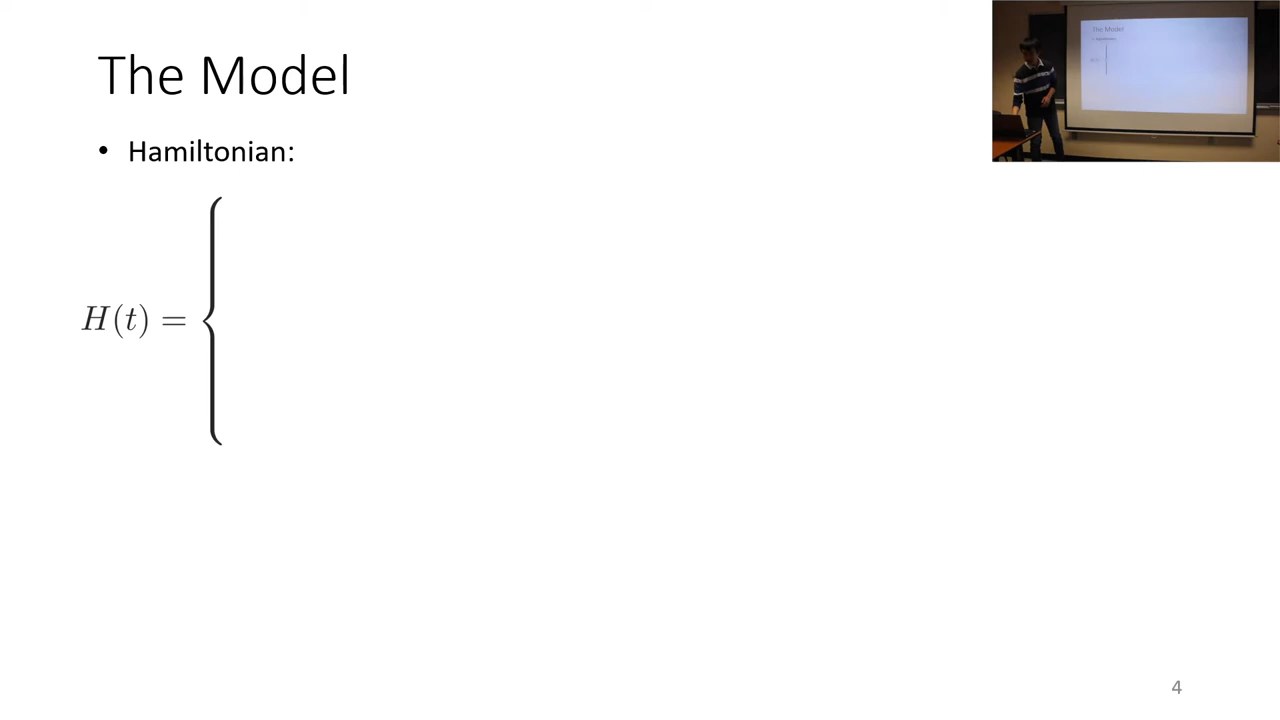 The Model
• Hamiltonian:
H(t) = {
4